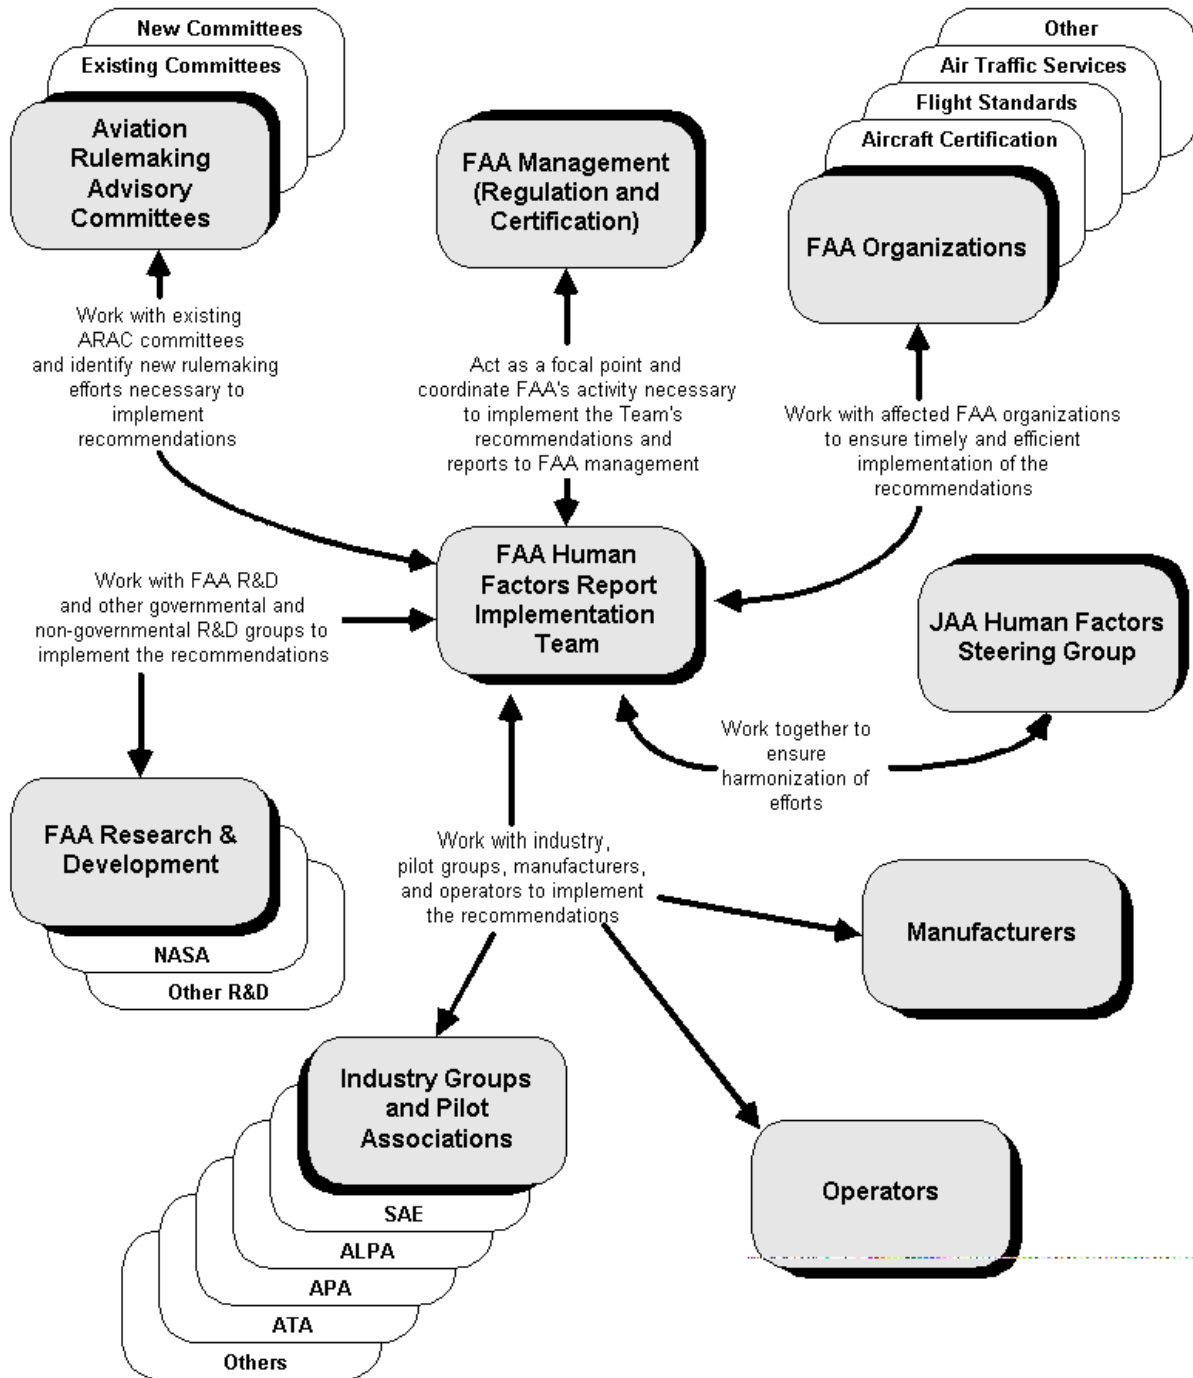 New Committees
Existing Committees
Aviation
Rulemaking
Advisory
Committees
FAA Management
(Regulation and
Certification)
Other
Air Traffic Services
Flight Standards
Aircraft Certification
FAA Organizations
Work with existing
ARAC committees
and identify new rulemaking
efforts necessary to
implement
recommendations
Act as a focal point and
coordinate FAA's activity necessary
to implement the Team's
recommendations and
reports to FAA management
Work with affected FAA organizations
to ensure timely and efficient
implementation of the
recommendations
FAA Human
Factors Report
Implementation
Team
Work with FAA R&D
and other governmental and
non-governmental R&D groups to
implement the recommendations
JAA Human Factors
Steering Group
Work together to
ensure
harmonization of
efforts
FAA Research &
Development
NASA
Other R&D
Work with industry,
pilot groups, manufacturers,
and operators to implement
the recommendations
Manufacturers
Industry Groups
and Pilot
Associations
SAE
ALPA
APA
ATA
Others
Operators